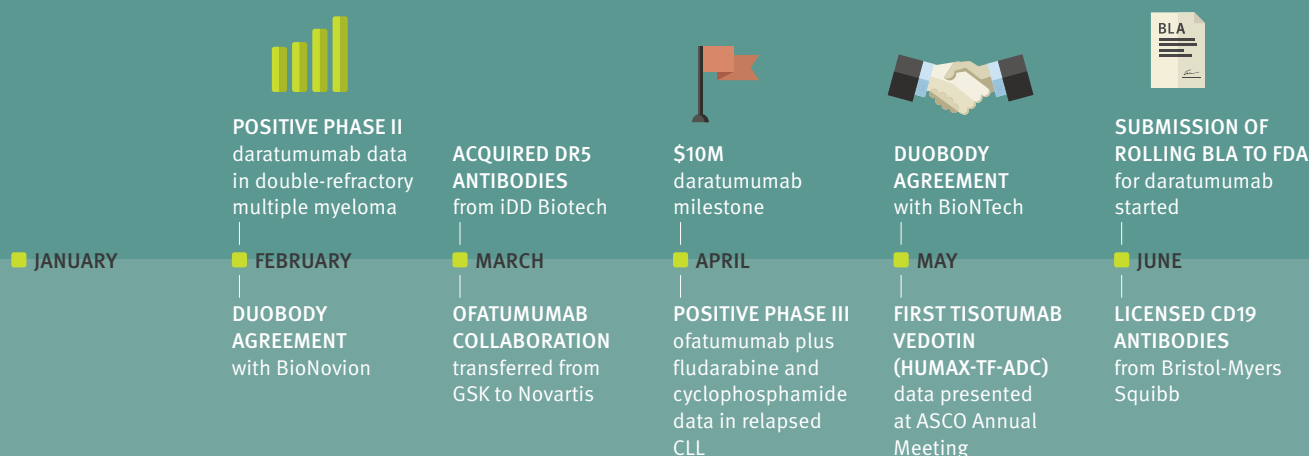 BLA
POSITIVE PHASE II
daratumumab data
in double-refractory
multiple myeloma
ACQUIRED DR5
ANTIBODIES
from iDD Biotech
$10M
daratumumab
milestone
DUOBODY
AGREEMENT
with BioNTech
SUBMISSION OF
ROLLING BLA TO FDA
for daratumumab
started
JANUARY
FEBRUARY
MARCH
APRIL
MAY
JUNE
DUOBODY
AGREEMENT
with BioNovion
OFATUMUMAB
COLLABORATION
transferred from
GSK to Novartis
POSITIVE PHASE III
ofatumumab plus
fludarabine and
cyclophosphamide
data in relapsed
CLL
FIRST TISOTUMAB
VEDOTIN
(HUMAX-TF-ADC)
data presented
at ASCO Annual
Meeting
LICENSED CD19
ANTIBODIES
from Bristol-Myers
Squibb